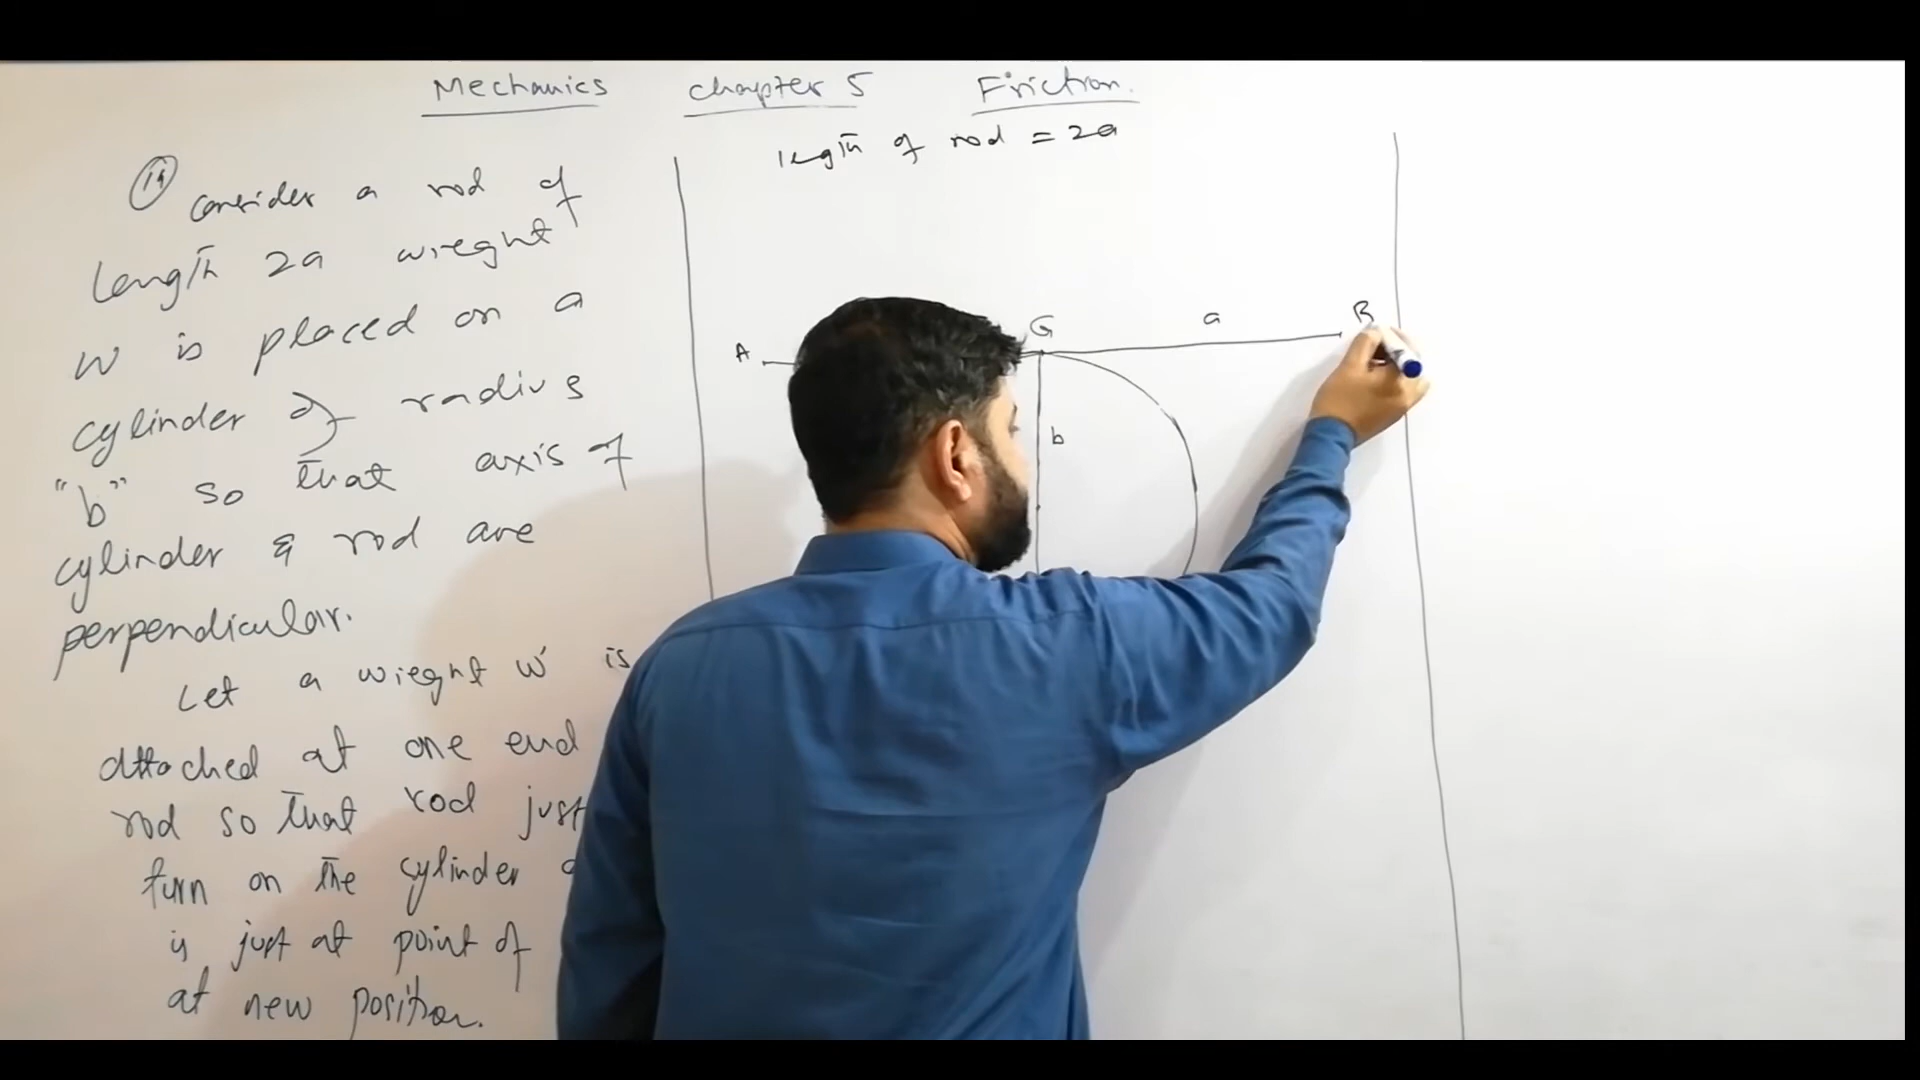 Mechanics chapter 5 Friction.
length of rod = 2a
14 consider a rod of
length 2a wieght
W is placed on a
cylinder of radius
"b" so that axis of
cylinder & rod are
perpendicular.
Let a wieght W' is
attached at one end
rod so that rod just
turn on the cylinder
is just at point of
at new position.
A G a B
b